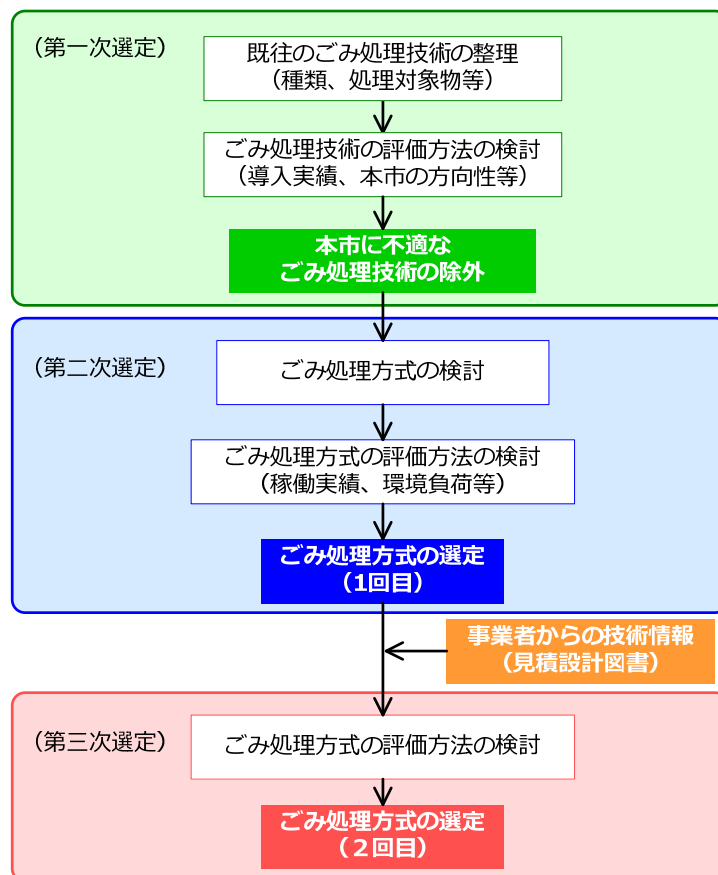 （第一次選定）
既往のごみ処理技術の整理
（種類、処理対象物等）
ごみ処理技術の評価方法の検討
（導入実績、本市の方向性等）
本市に不適な
ごみ処理技術の除外
（第二次選定）
ごみ処理方式の検討
ごみ処理方式の評価方法の検討
（稼働実績、環境負荷等）
ごみ処理方式の選定
（1回目）
事業者からの技術情報
（見積設計図書）
（第三次選定）
ごみ処理方式の評価方法の検討
ごみ処理方式の選定
（２回目）